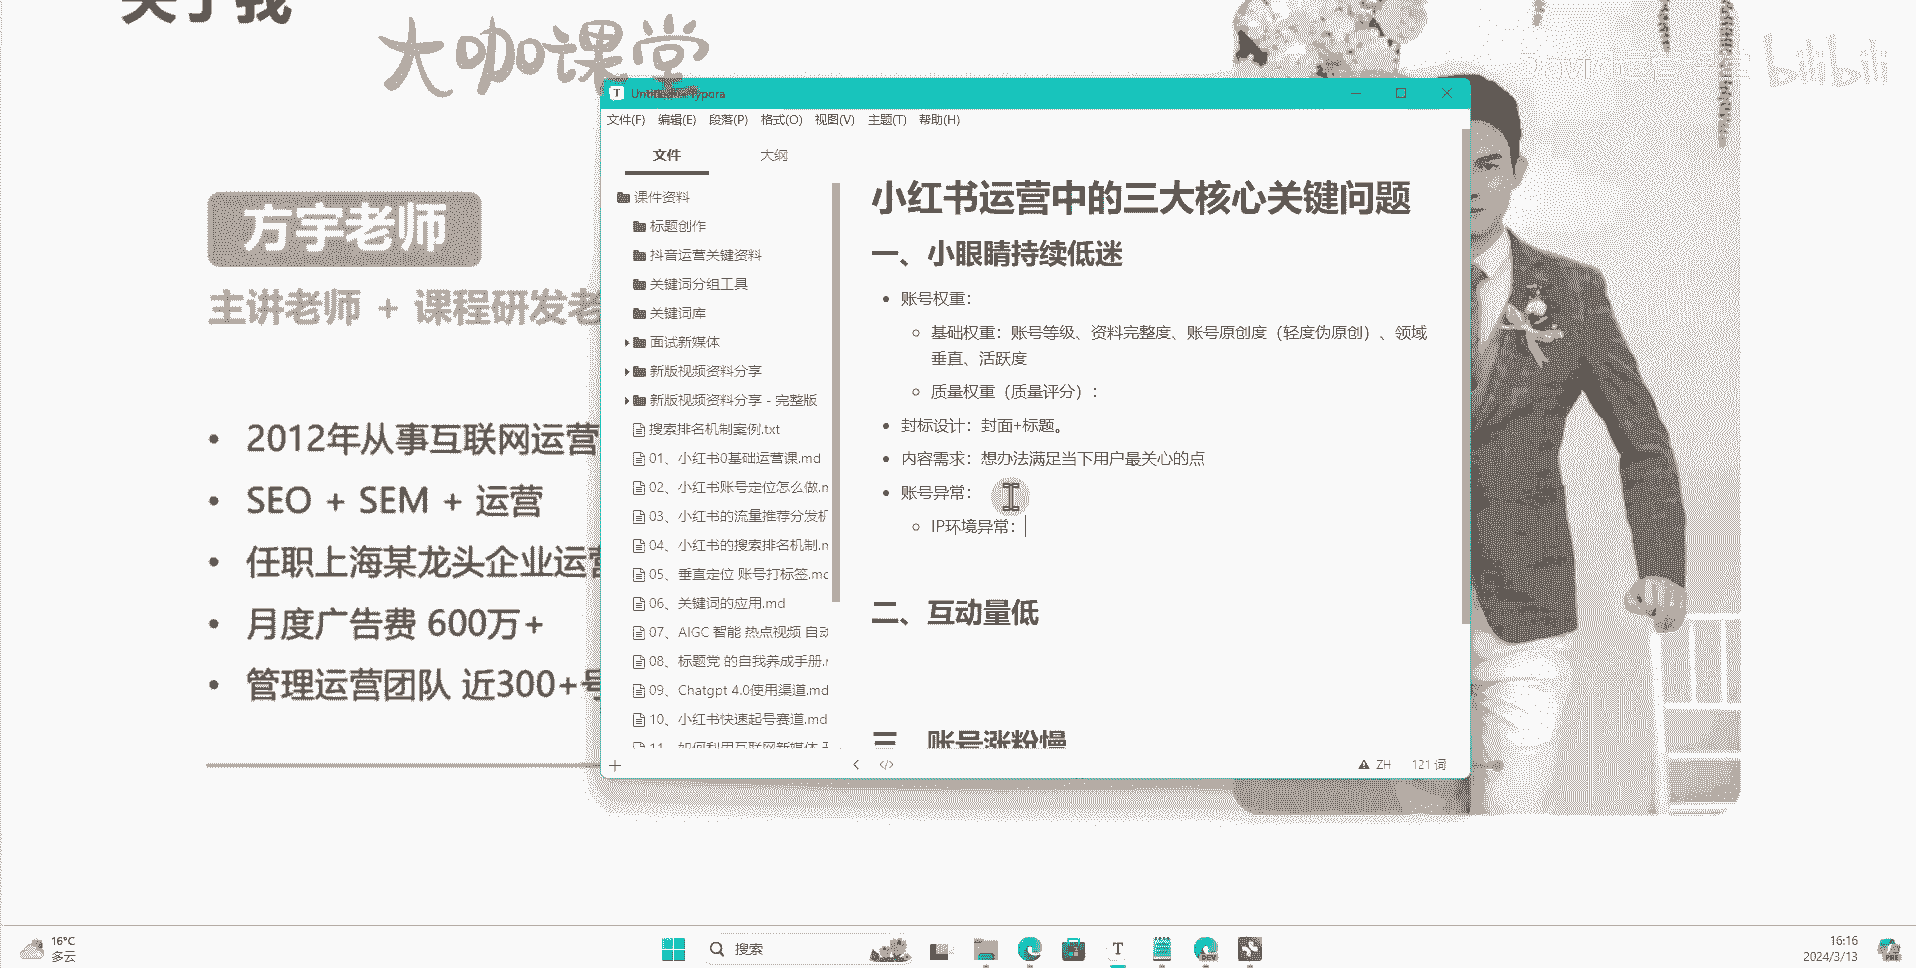 关于我
大咖课堂
bilibili
方宇老师
主讲老师 + 课程研发老
2012年从事互联网运营
SEO + SEM + 运营
任职上海某龙头企业运营
月度广告费 600万+
管理运营团队 近300+号
文件(F) 编辑(E) 段落(P) 格式(O) 视图(V) 主题(T) 帮助(H)
文件 大纲
课件资料
标题创作
抖音运营关键资料
关键词分组工具
关键词库
面试新媒体
新版视频资料分享
新版视频资料分享 - 完整版
搜索排名机制案例.txt
01、小红书0基础运营课.md
02、小红书账号定位怎么做.m
03、小红书的流量推荐分发机
04、小红书的搜索排名机制.m
05、垂直定位 账号打标签.mc
06、关键词的应用.md
07、AIGC 智能 热点视频 自动
08、标题党 的自我养成手册.r
09、Chatgpt 4.0使用渠道.md
10、小红书快速起号赛道.md
11、如何利用互联网新媒体
小红书运营中的三大核心关键问题
一、小眼睛持续低迷
账号权重：
基础权重：账号等级、资料完整度、账号原创度（轻度伪原创）、领域
垂直、活跃度
质量权重（质量评分）：
封标设计：封面+标题。
内容需求：想办法满足当下用户最关心的点
账号异常：
IP环境异常：
二、互动量低
三、账号涨粉慢
ZH 121 词
16°C
多云
搜索
16:16
2024/3/13